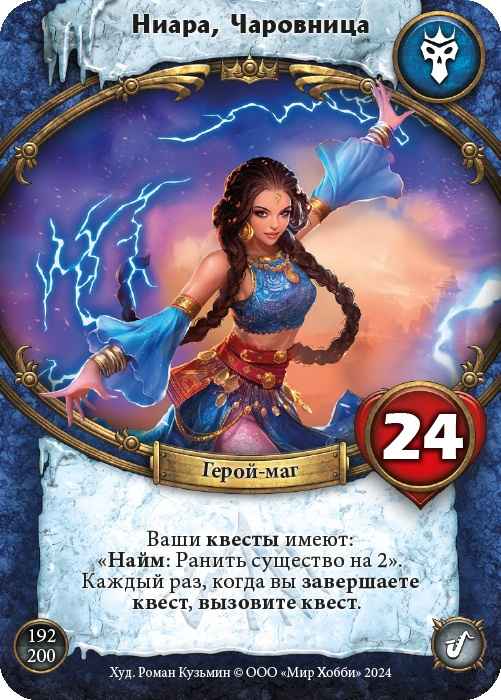 Ниара, Чаровница
24
Герой-маг
Ваши квесты имеют:
«Найм: Ранить существо на 2».
Каждый раз, когда вы завершаете
квест, вызовите квест.
192
200
Худ. Роман Кузьмин © ООО «Мир Хобби» 2024